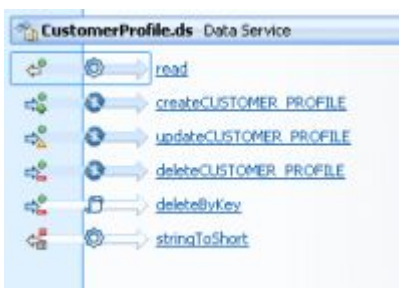 CustomerProfile.ds Data Service
read
createCUSTOMER_PROFILE
updateCUSTOMER_PROFILE
deleteCUSTOMER_PROFILE
deleteByKey
stringToShort